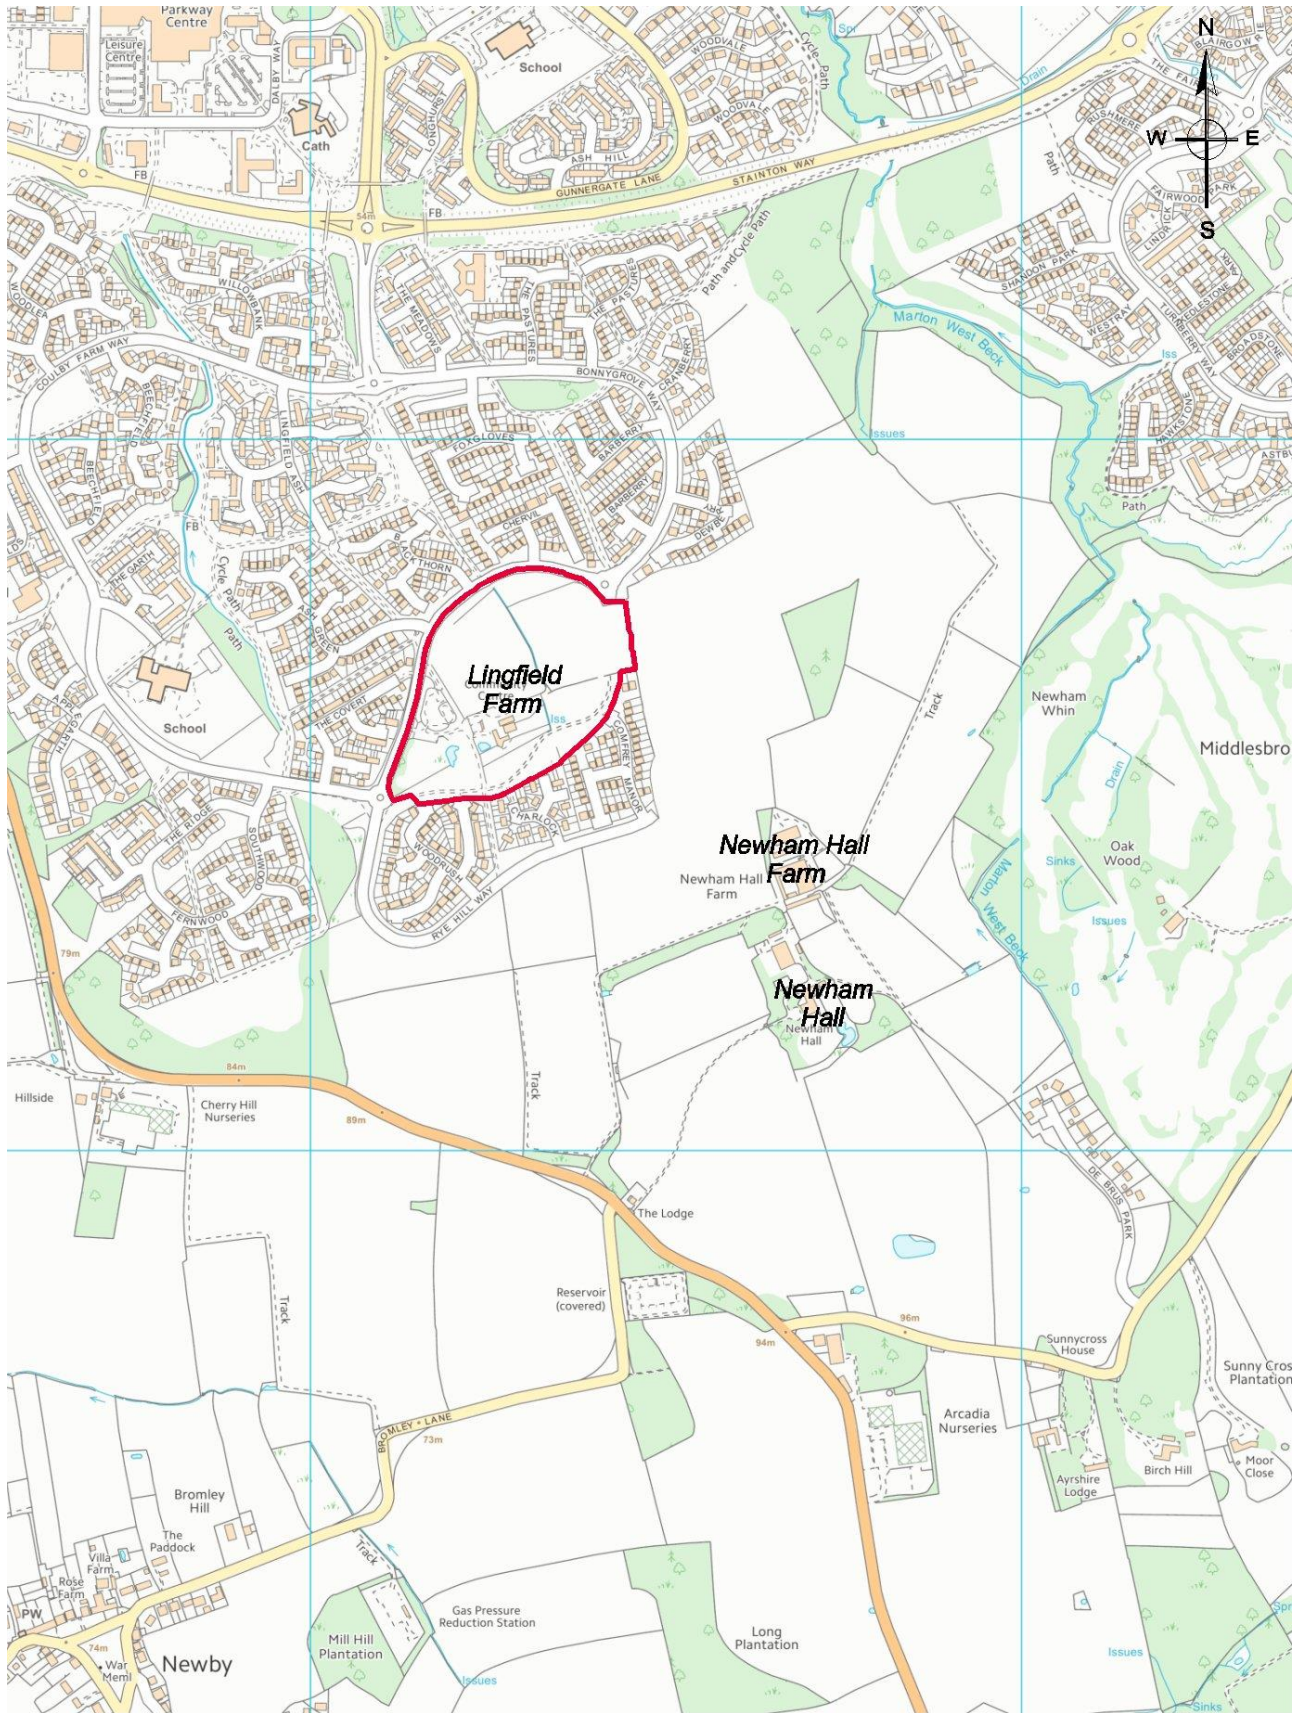 Parkway
Centre
Leisure
Centre
DALBY WAY
Cath
FB
54m
School
WOODVALE
WOODVALE
ASH HILL
GUNNERGATE LANE
STAINTON WAY
FB
Cycle Path
Spr
Drain
BLAIRGOW
RUSHMERE
FAIRWOOD PARK
LINDRICK
Path
N
W
E
S
WOODLEA
WILLOWBANK
THE MEADOWS
THE PASTURES
THE PASTURES
Path and Cycle Path
SHANDON PARK
WESTRAY
TURNBERRY WAY
BROADSTONE
Marton West Beck
Iss
HAWKSTONE
Path
COULBY FARM WAY
BEECHFIELD
BEECHFIELD
LINGFIELD ASH
BONNYGROVE WAY
CRANBERRY
FOXGLOVES
BARBERRY
BARBERRY
CHERVIL
DEWBE
RRY
Issues
FB
THE GARTH
Cycle Path
Path
BLACKTHORN
ASH GREEN
THE COVERT
APPLEGARTH
School
Lingfield
Farm
Iss
COMFREY MANOR
CHARLOCK
WOODRUSH
RYE HILL WAY
THE RIDGE
SOUTHWOOD
FERNWOOD
Track
Newham
Whin
Middlesbro
Drain
Oak
Wood
Sinks
Issues
Marton
West Beck
Newham Hall
Farm
Newham Hall
Farm
Newham
Hall
Newham
Hall
79m
84m
89m
Hillside
Cherry Hill
Nurseries
Track
The Lodge
DE BRUS PARK
Reservoir
(covered)
Track
94m
96m
Sunnycross
House
Sunny Cros
Plantation
Arcadia
Nurseries
BROMLEY LANE
73m
Ayrshire
Lodge
Birch Hill
Moor
Close
Bromley
Hill
The
Paddock
Villa
Farm
Rose
Farm
PW
74m
War
Meml
Newby
Track
Mill Hill
Plantation
Gas Pressure
Reduction Station
Issues
Long
Plantation
Issues
Sinks
Spr